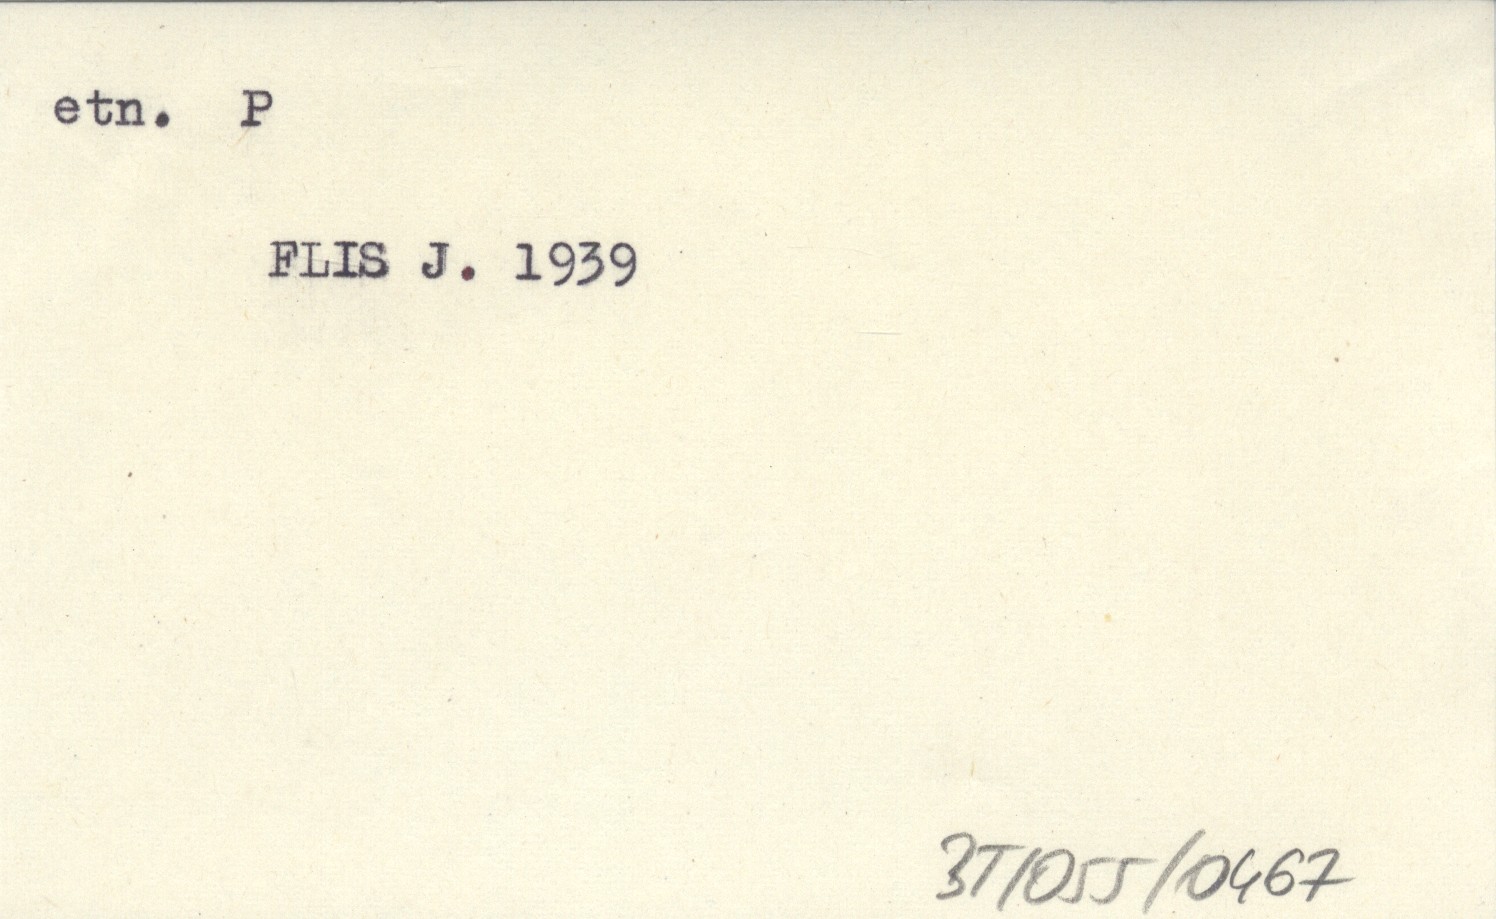 etn. P
FLIS J. 1939
3T/055/0467